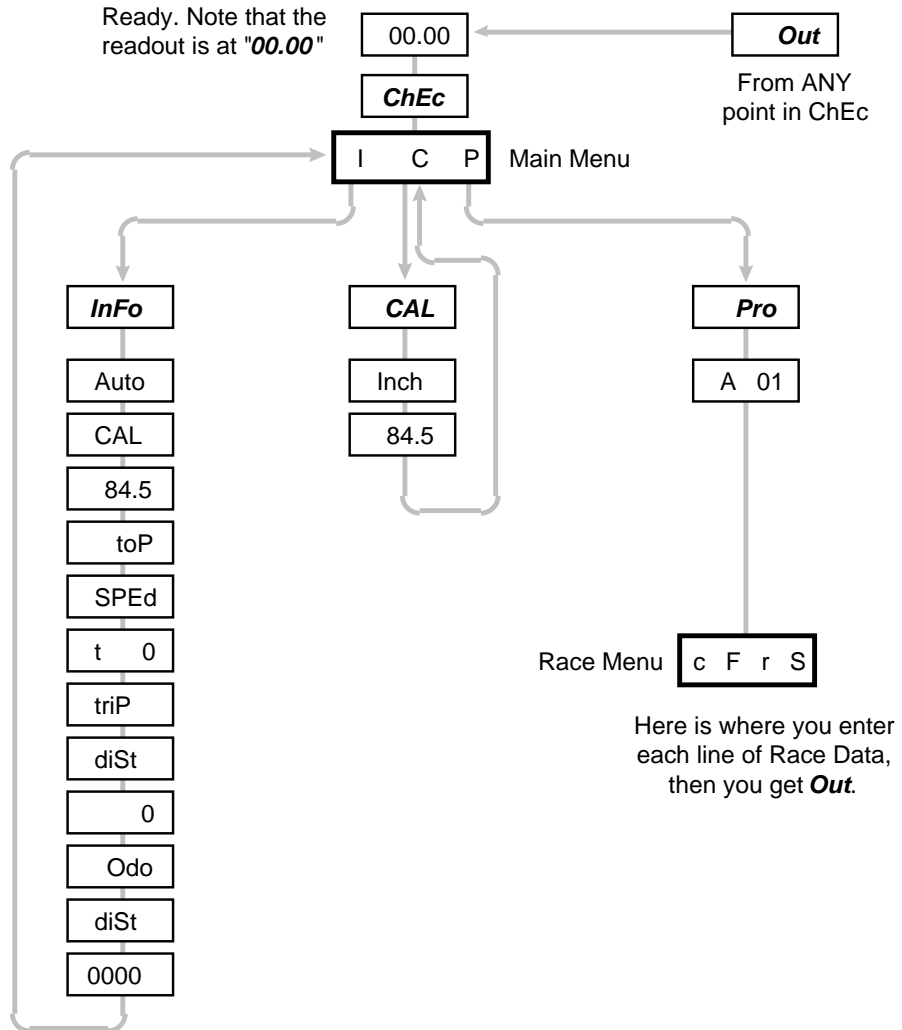 Ready. Note that the
readout is at "00.00"
00.00
Out
From ANY
point in ChEc
ChEc
I C P
Main Menu
InFo
Auto
CAL
84.5
toP
SPEd
t 0
triP
diSt
0
Odo
diSt
0000
CAL
Inch
84.5
Pro
A 01
Race Menu
c F r S
Here is where you enter
each line of Race Data,
then you get Out.